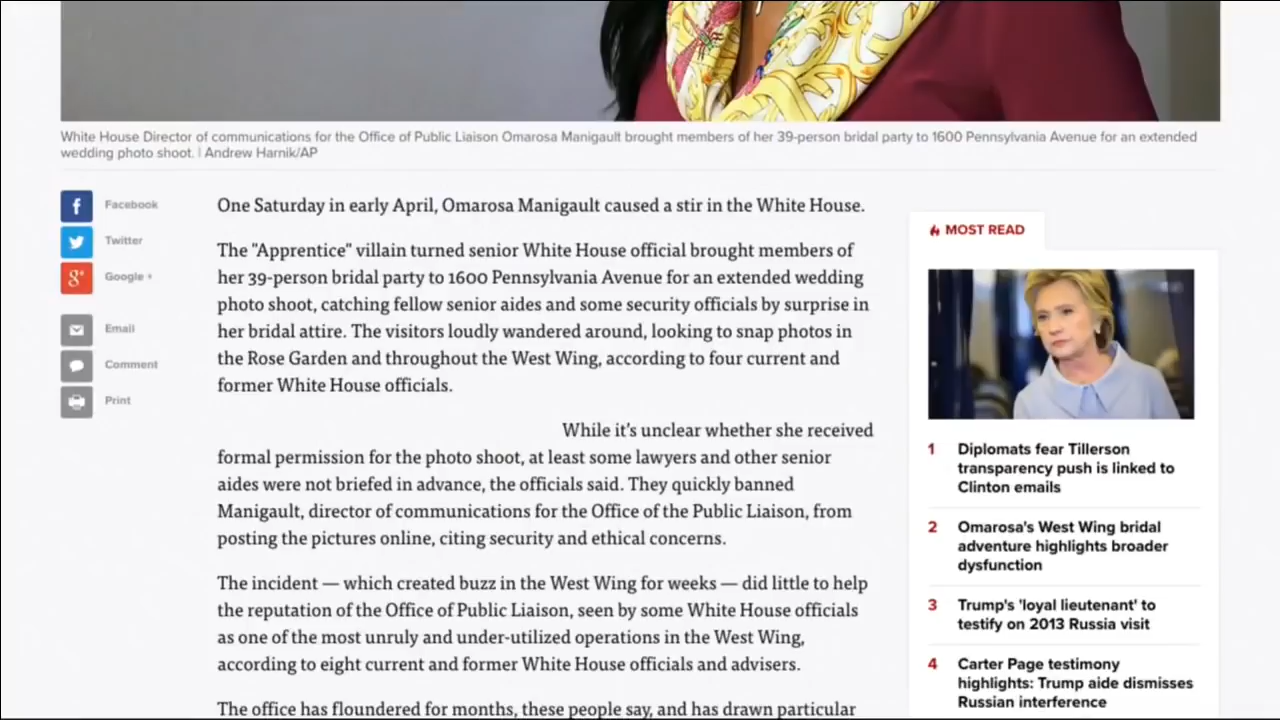 White House Director of communications for the Office of Public Liaison Omarosa Manigault brought members of her 39-person bridal party to 1600 Pennsylvania Avenue for an extended
wedding photo shoot. | Andrew Harnik/AP
Facebook
Twitter
Google +
Email
Comment
Print
One Saturday in early April, Omarosa Manigault caused a stir in the White House.
The "Apprentice" villain turned senior White House official brought members of
her 39-person bridal party to 1600 Pennsylvania Avenue for an extended wedding
photo shoot, catching fellow senior aides and some security officials by surprise in
her bridal attire. The visitors loudly wandered around, looking to snap photos in
the Rose Garden and throughout the West Wing, according to four current and
former White House officials.
While it's unclear whether she received
formal permission for the photo shoot, at least some lawyers and other senior
aides were not briefed in advance, the officials said. They quickly banned
Manigault, director of communications for the Office of the Public Liaison, from
posting the pictures online, citing security and ethical concerns.
The incident — which created buzz in the West Wing for weeks — did little to help
the reputation of the Office of Public Liaison, seen by some White House officials
as one of the most unruly and under-utilized operations in the West Wing,
according to eight current and former White House officials and advisers.
The office has floundered for months, these people say, and has drawn particular
MOST READ
1 Diplomats fear Tillerson
transparency push is linked to
Clinton emails
2 Omarosa's West Wing bridal
adventure highlights broader
dysfunction
3 Trump's 'loyal lieutenant' to
testify on 2013 Russia visit
4 Carter Page testimony
highlights: Trump aide dismisses
Russian interference